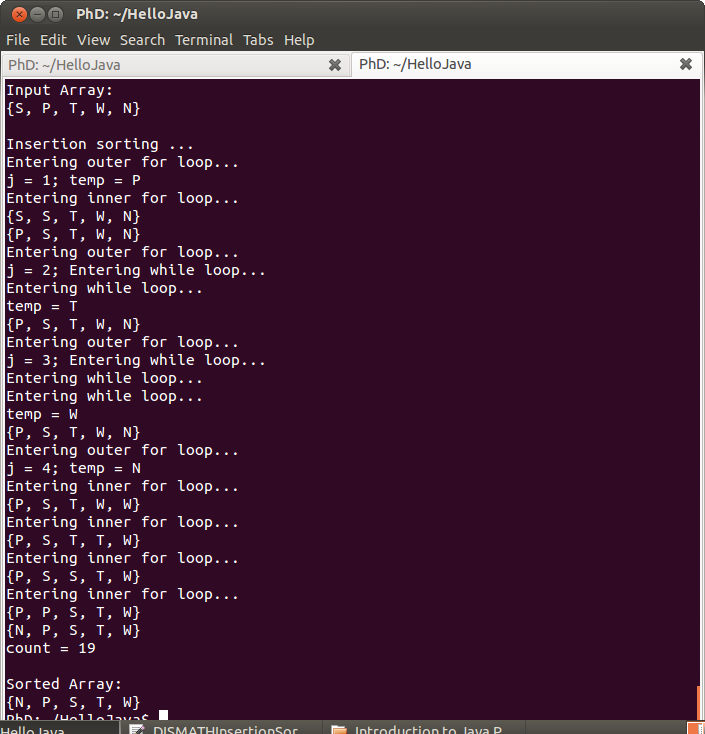 PhD: ~/HelloJava
File Edit View Search Terminal Tabs Help
PhD: ~/HelloJava
PhD: ~/HelloJava
Input Array:
{S, P, T, W, N}
Insertion sorting ...
Entering outer for loop...
j = 1; temp = P
Entering inner for loop...
{S, S, T, W, N}
{P, S, T, W, N}
Entering outer for loop...
j = 2; Entering while loop...
Entering while loop...
temp = T
{P, S, T, W, N}
Entering outer for loop...
j = 3; Entering while loop...
Entering while loop...
Entering while loop...
temp = W
{P, S, T, W, N}
Entering outer for loop...
j = 4; temp = N
Entering inner for loop...
{P, S, T, W, W}
Entering inner for loop...
{P, S, T, T, W}
Entering inner for loop...
{P, S, S, T, W}
Entering inner for loop...
{P, P, S, T, W}
{N, P, S, T, W}
count = 19
Sorted Array:
{N, P, S, T, W}
PhD: ~/HelloJava$
HelloJava
DISMATHInsertionSor
Introduction to Java P